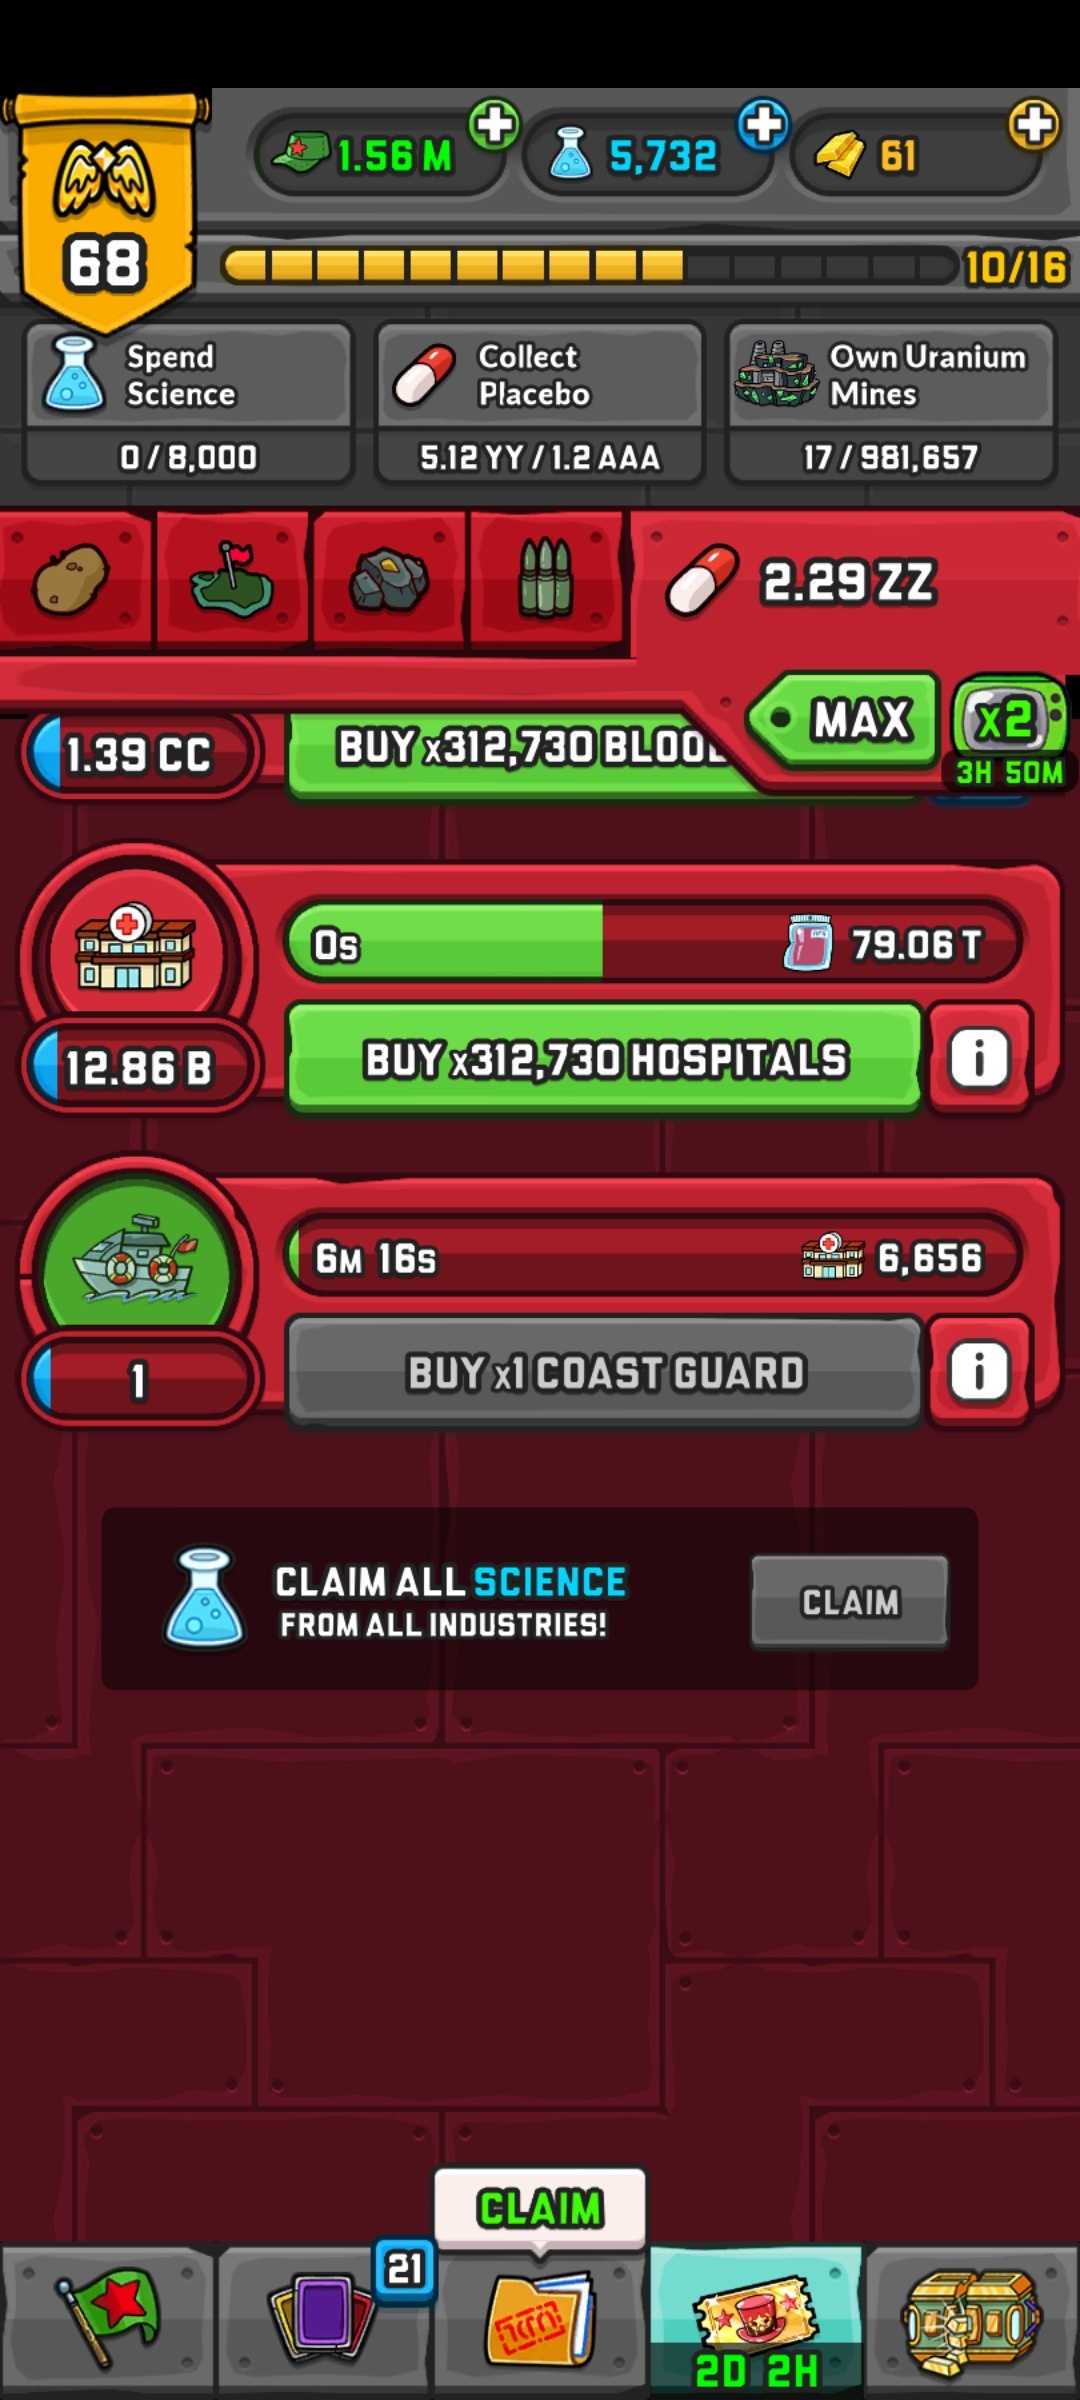 1.56 M
5,732
61
68
10/16
Spend
Science
0 / 8,000
Collect
Placebo
5.12 YY / 1.2 AAA
Own Uranium
Mines
17 / 981,657
2.29 ZZ
MAX
x2
3H 50M
1.39 CC
BUY x312,730
0s
79.06 T
12.86 B
BUY x312,730 HOSPITALS
i
6M 16s
6,656
1
BUY x1 COAST GUARD
i
CLAIM ALL SCIENCE
FROM ALL INDUSTRIES!
CLAIM
CLAIM
21
2D 2H